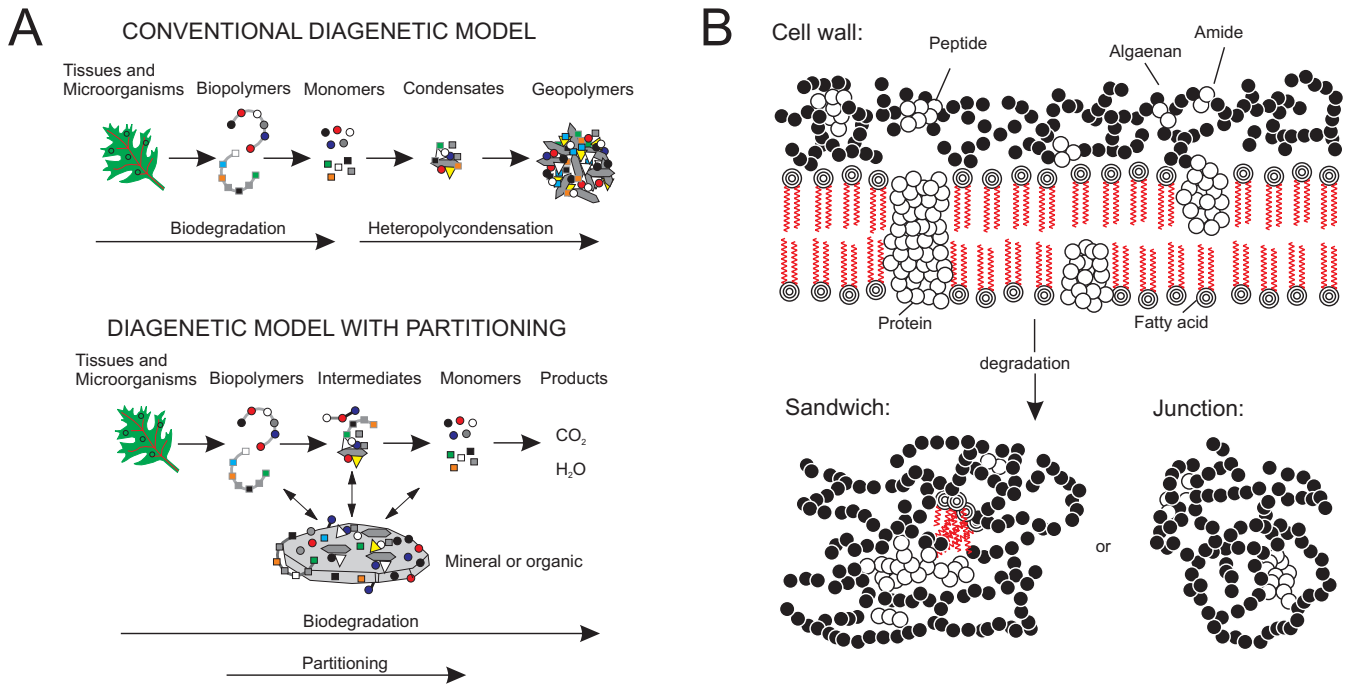 A
CONVENTIONAL DIAGENETIC MODEL
Tissues and
Microorganisms
Biopolymers
Monomers
Condensates
Geopolymers
Biodegradation
Heteropolycondensation
DIAGENETIC MODEL WITH PARTITIONING
Tissues and
Microorganisms
Biopolymers
Intermediates
Monomers
Products
CO₂
H₂O
Mineral or organic
Biodegradation
Partitioning
B
Cell wall:
Peptide
Algaenan
Amide
Protein
Fatty acid
degradation
Sandwich:
Junction:
or